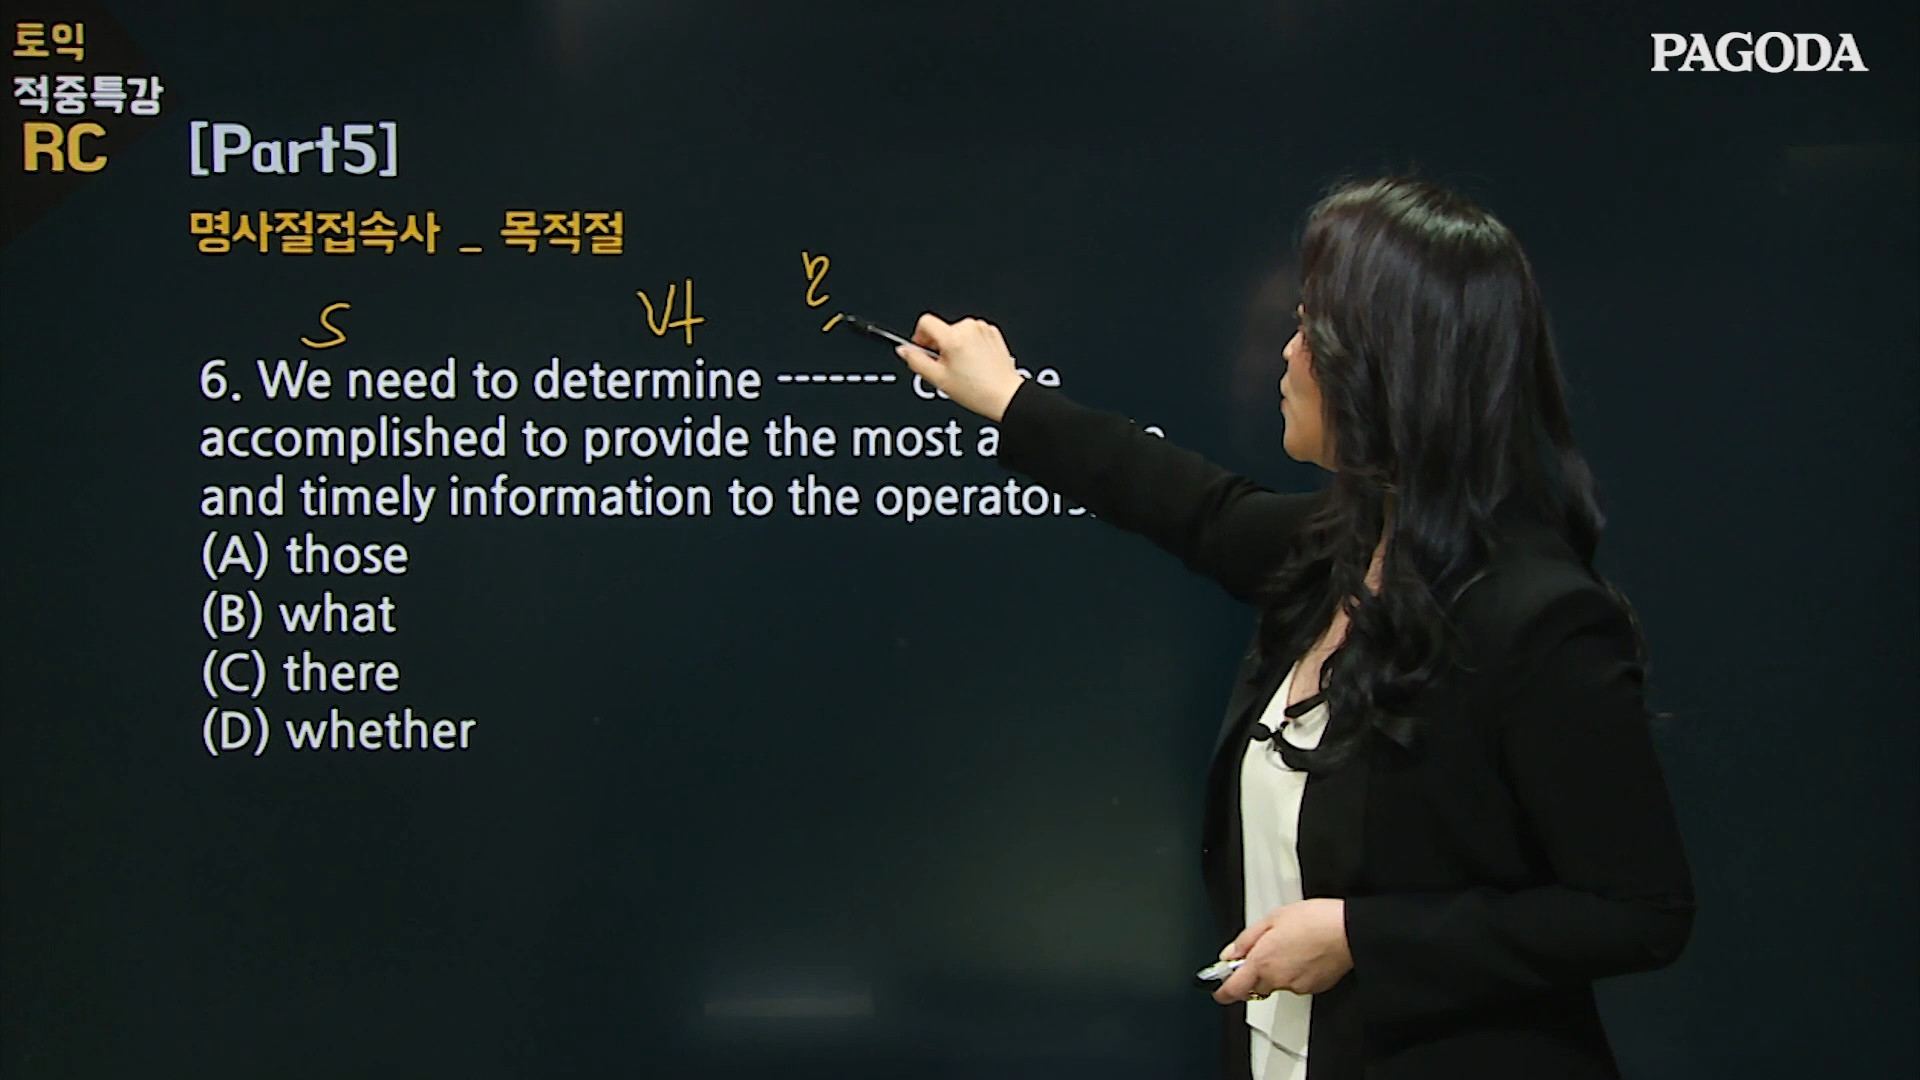 토익
적중특강
RC
PAGODA
[Part5]
명사절접속사 _ 목적절
S
Vt
6. We need to determine -------
accomplished to provide the most
and timely information to the operators.
(A) those
(B) what
(C) there
(D) whether